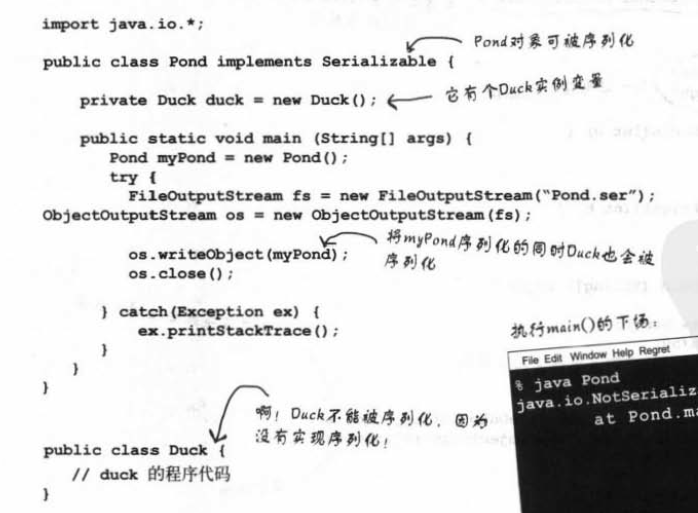 import java.io.*;
Pond对象可被序列化
public class Pond implements Serializable {
private Duck duck = new Duck();
它有个Duck实例变量
public static void main (String[] args) {
Pond myPond = new Pond();
try {
FileOutputStream fs = new FileOutputStream("Pond.ser");
ObjectOutputStream os = new ObjectOutputStream(fs);
os.writeObject(myPond);
将myPond序列化的同时Duck也会被
序列化
os.close();
} catch(Exception ex) {
ex.printStackTrace();
}
}
}
执行main()的下场:
File Edit Window Help Regret
% java Pond
java.io.NotSerializ
at Pond.ma
啊! Duck不能被序列化, 因为
没有实现序列化!
public class Duck {
// duck 的程序代码
}